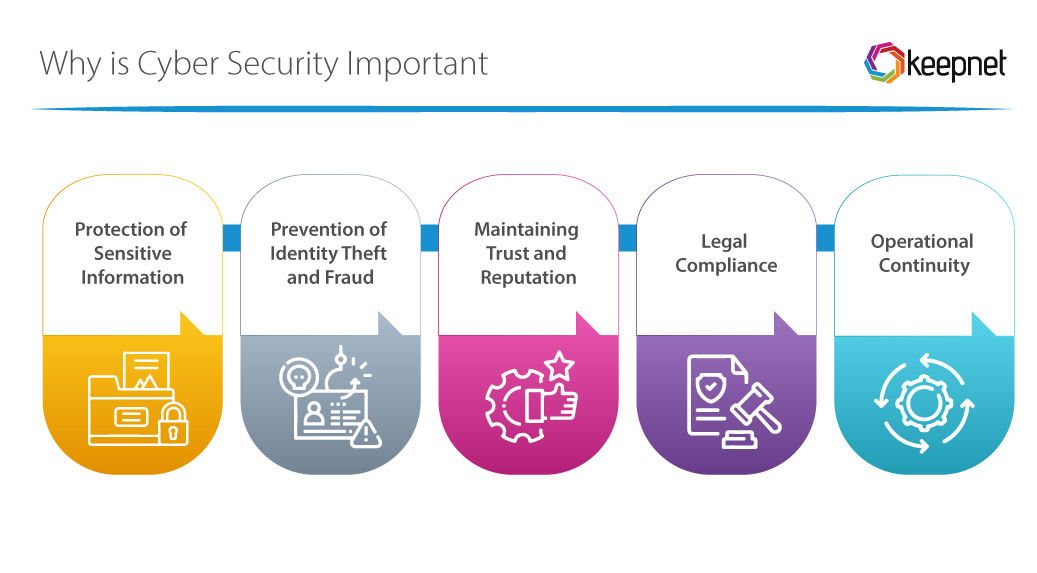 Why is Cyber Security Important
keepnet
Protection of
Sensitive
Information
Prevention of
Identity Theft
and Fraud
Maintaining
Trust and
Reputation
Legal
Compliance
Operational
Continuity